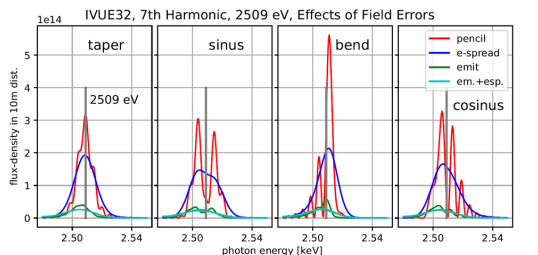 IVUE32, 7th Harmonic, 2509 eV, Effects of Field Errors
1e14
taper
sinus
bend
pencil
e-spread
emit
em.+esp.
cosinus
2509 eV
flux-density in 10m dist.
5
4
3
2
1
0
2.50 2.54 2.50 2.54 2.50 2.54 2.50 2.54
photon energy [keV]